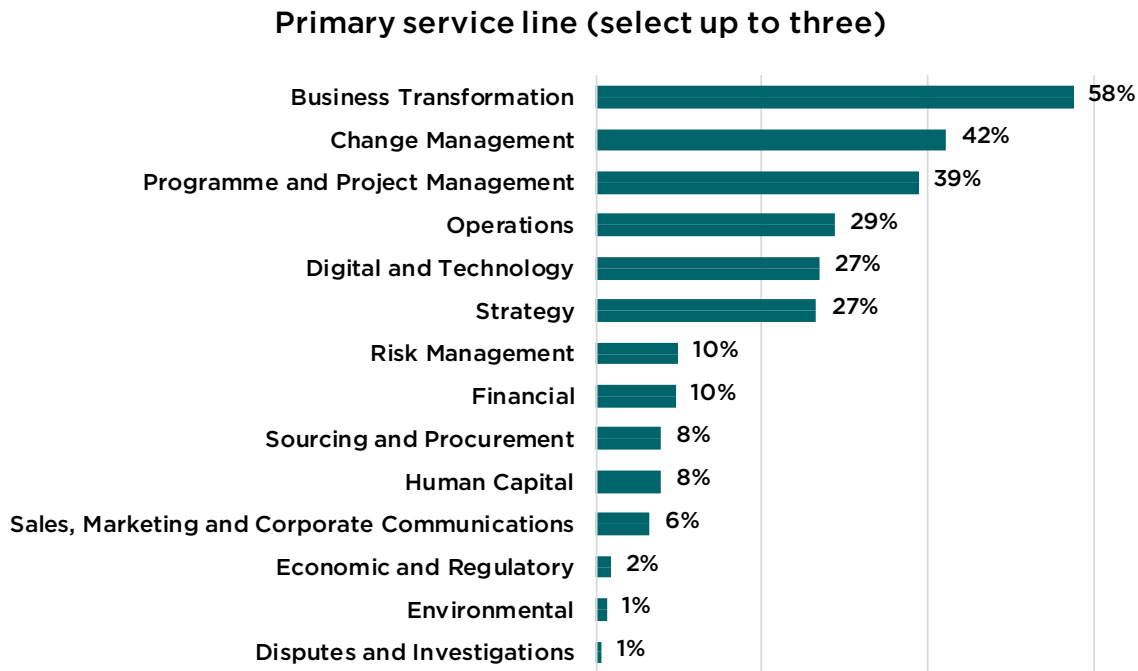 Primary service line (select up to three)
Business Transformation 58%
Change Management 42%
Programme and Project Management 39%
Operations 29%
Digital and Technology 27%
Strategy 27%
Risk Management 10%
Financial 10%
Sourcing and Procurement 8%
Human Capital 8%
Sales, Marketing and Corporate Communications 6%
Economic and Regulatory 2%
Environmental 1%
Disputes and Investigations 1%